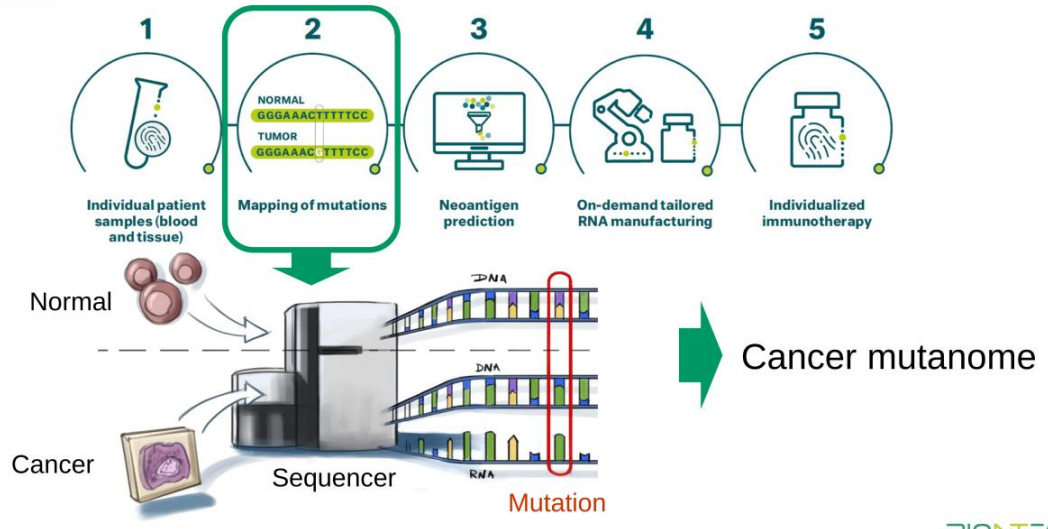 1
2
3
4
5
NORMAL
GGGAAACTTTTTCC
TUMOR
GGGAAACGTTTTCC
Individual patient
samples (blood
and tissue)
Mapping of mutations
Neoantigen
prediction
On-demand tailored
RNA manufacturing
Individualized
immunotherapy
Normal
DNA
DNA
Cancer mutanome
Cancer
Sequencer
RNA
Mutation